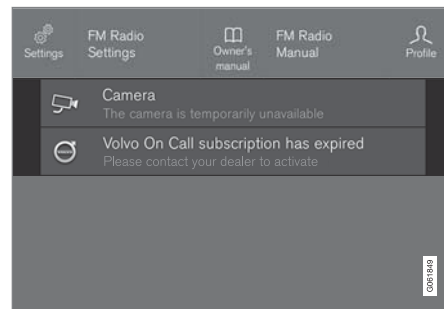 Settings
FM Radio
Settings
Owner's
manual
FM Radio
Manual
Profile
Camera
The camera is temporarily unavailable
VOLVO
Volvo On Call subscription has expired
Please contact your dealer to activate
G061849